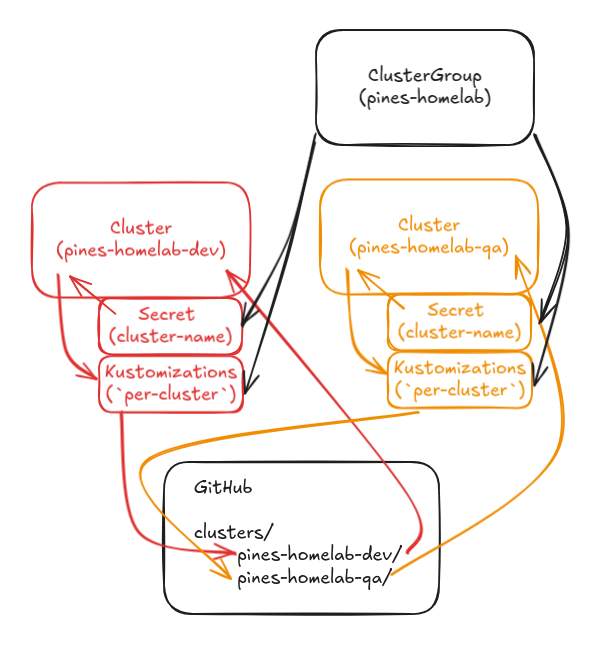 ClusterGroup
(pines-homelab)
Cluster
(pines-homelab-dev)
Cluster
(pines-homelab-qa)
Secret
(cluster-name)
Secret
(cluster-name)
Kustomizations
(`per-cluster`)
Kustomizations
(`per-cluster`)
GitHub
clusters/
pines-homelab-dev/
pines-homelab-qa/